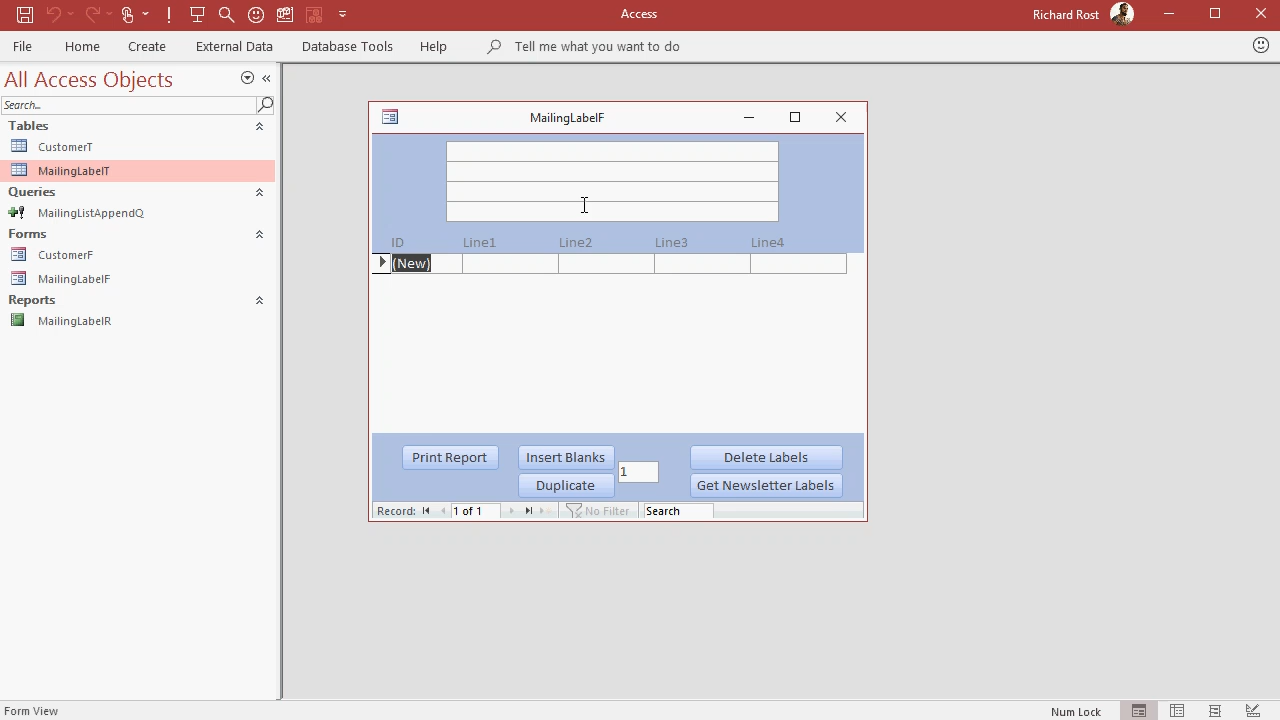 Access
Richard Rost
File Home Create External Data Database Tools Help Tell me what you want to do
All Access Objects
Search...
Tables
CustomerT
MailingLabelT
Queries
MailingListAppendQ
Forms
CustomerF
MailingLabelF
Reports
MailingLabelR
MailingLabelF
ID Line1 Line2 Line3 Line4
(New)
Print Report Insert Blanks Delete Labels
1
Duplicate Get Newsletter Labels
Record: 1 of 1 No Filter Search
Form View Num Lock